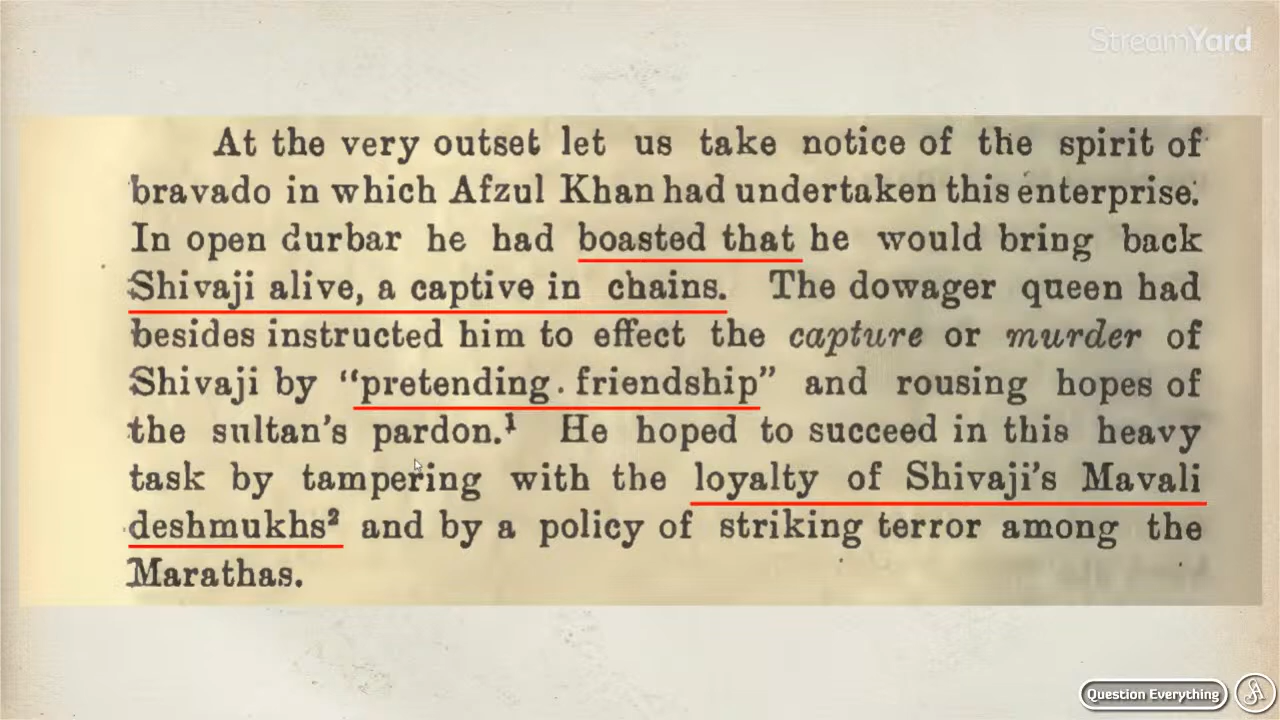 StreamYard
At the very outset let us take notice of the spirit of
bravado in which Afzul Khan had undertaken this enterprise.
In open durbar he had boasted that he would bring back
Shivaji alive, a captive in chains. The dowager queen had
besides instructed him to effect the capture or murder of
Shivaji by “pretending friendship” and rousing hopes of
the sultan’s pardon.¹ He hoped to succeed in this heavy
task by tampering with the loyalty of Shivaji’s Mavali
deshmukhs² and by a policy of striking terror among the
Marathas.
Question Everything